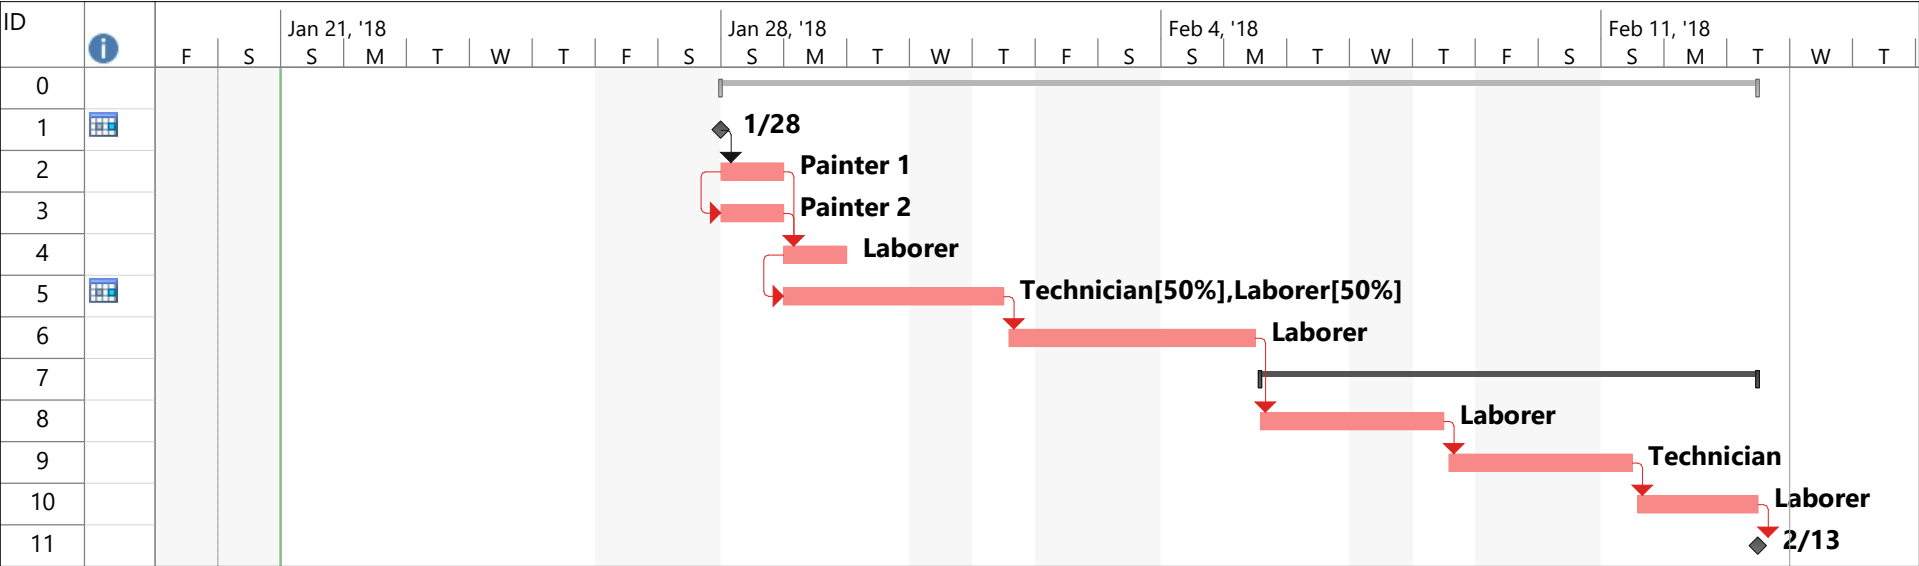 ID
Jan 21, '18 Jan 28, '18 Feb 4, '18 Feb 11, '18
i
F S S M T W T F S S M T W T F S S M T W T F S S M T W T
0
1 1/28
2 Painter 1
3 Painter 2
4 Laborer
5 Technician[50%],Laborer[50%]
6 Laborer
7
8 Laborer
9 Technician
10 Laborer
11 2/13